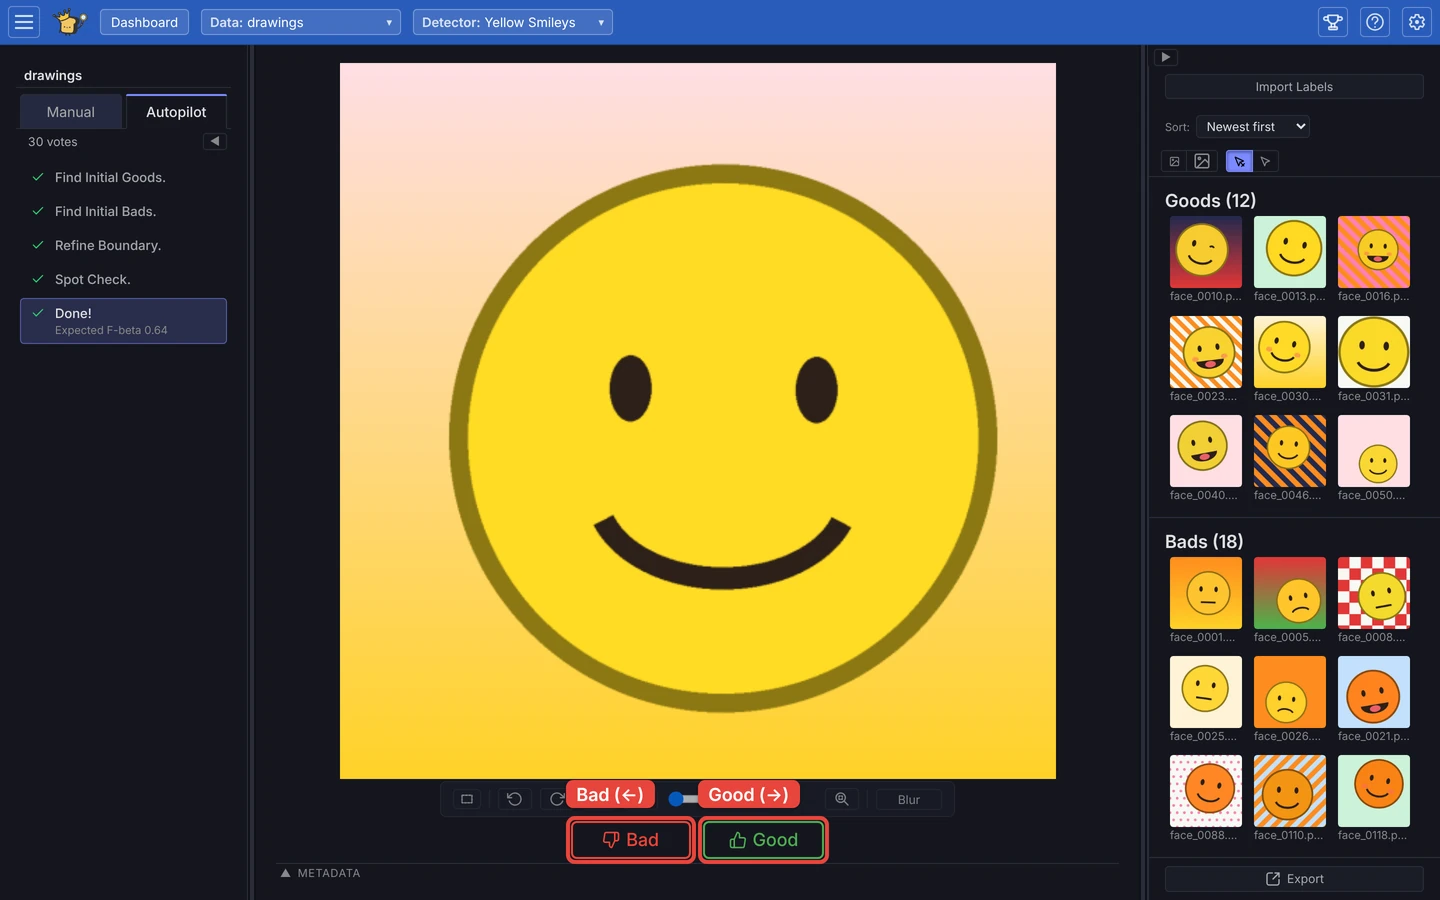 Dashboard
Data: drawings
Detector: Yellow Smileys
drawings
Manual
Autopilot
30 votes
Find Initial Goods.
Find Initial Bads.
Refine Boundary.
Spot Check.
Done!
Expected F-beta 0.64
Bad (←)
Good (→)
Blur
Bad
Good
METADATA
Import Labels
Sort: Newest first
Goods (12)
face_0010.p... face_0013.p... face_0016.p...
face_0023.... face_0030.... face_0031.p...
face_0040.... face_0046.... face_0050....
Bads (18)
face_0001.... face_0005.... face_0008....
face_0025.... face_0026.... face_0021.p...
face_0088.... face_0110.p... face_0118.p...
Export